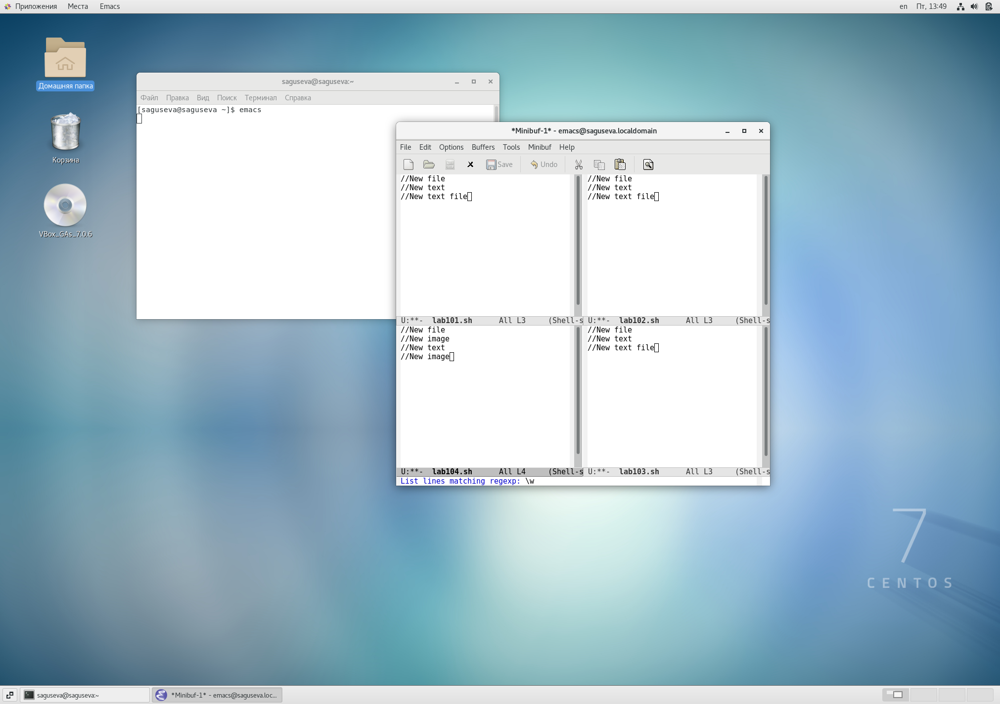 Приложения Места Emacs
en Пт, 13:49
Домашняя папка
Корзина
VBox_GAs_7.0.6
saguseva@saguseva:~
Файл Правка Вид Поиск Терминал Справка
[saguseva@saguseva ~]$ emacs
*Minibuf-1* - emacs@saguseva.localdomain
File Edit Options Buffers Tools Minibuf Help
Save Undo
//New file
//New text
//New text file
U:**- lab101.sh All L3 (Shell-s
//New file
//New text
//New text file
U:**- lab102.sh All L3 (Shell-s
//New file
//New image
//New text
//New image
U:**- lab104.sh All L4 (Shell-s
//New file
//New text
//New text file
U:**- lab103.sh All L3 (Shell-s
List lines matching regexp: \w
7
CENTOS
saguseva@saguseva:~
*Minibuf-1* - emacs@saguseva.loc...